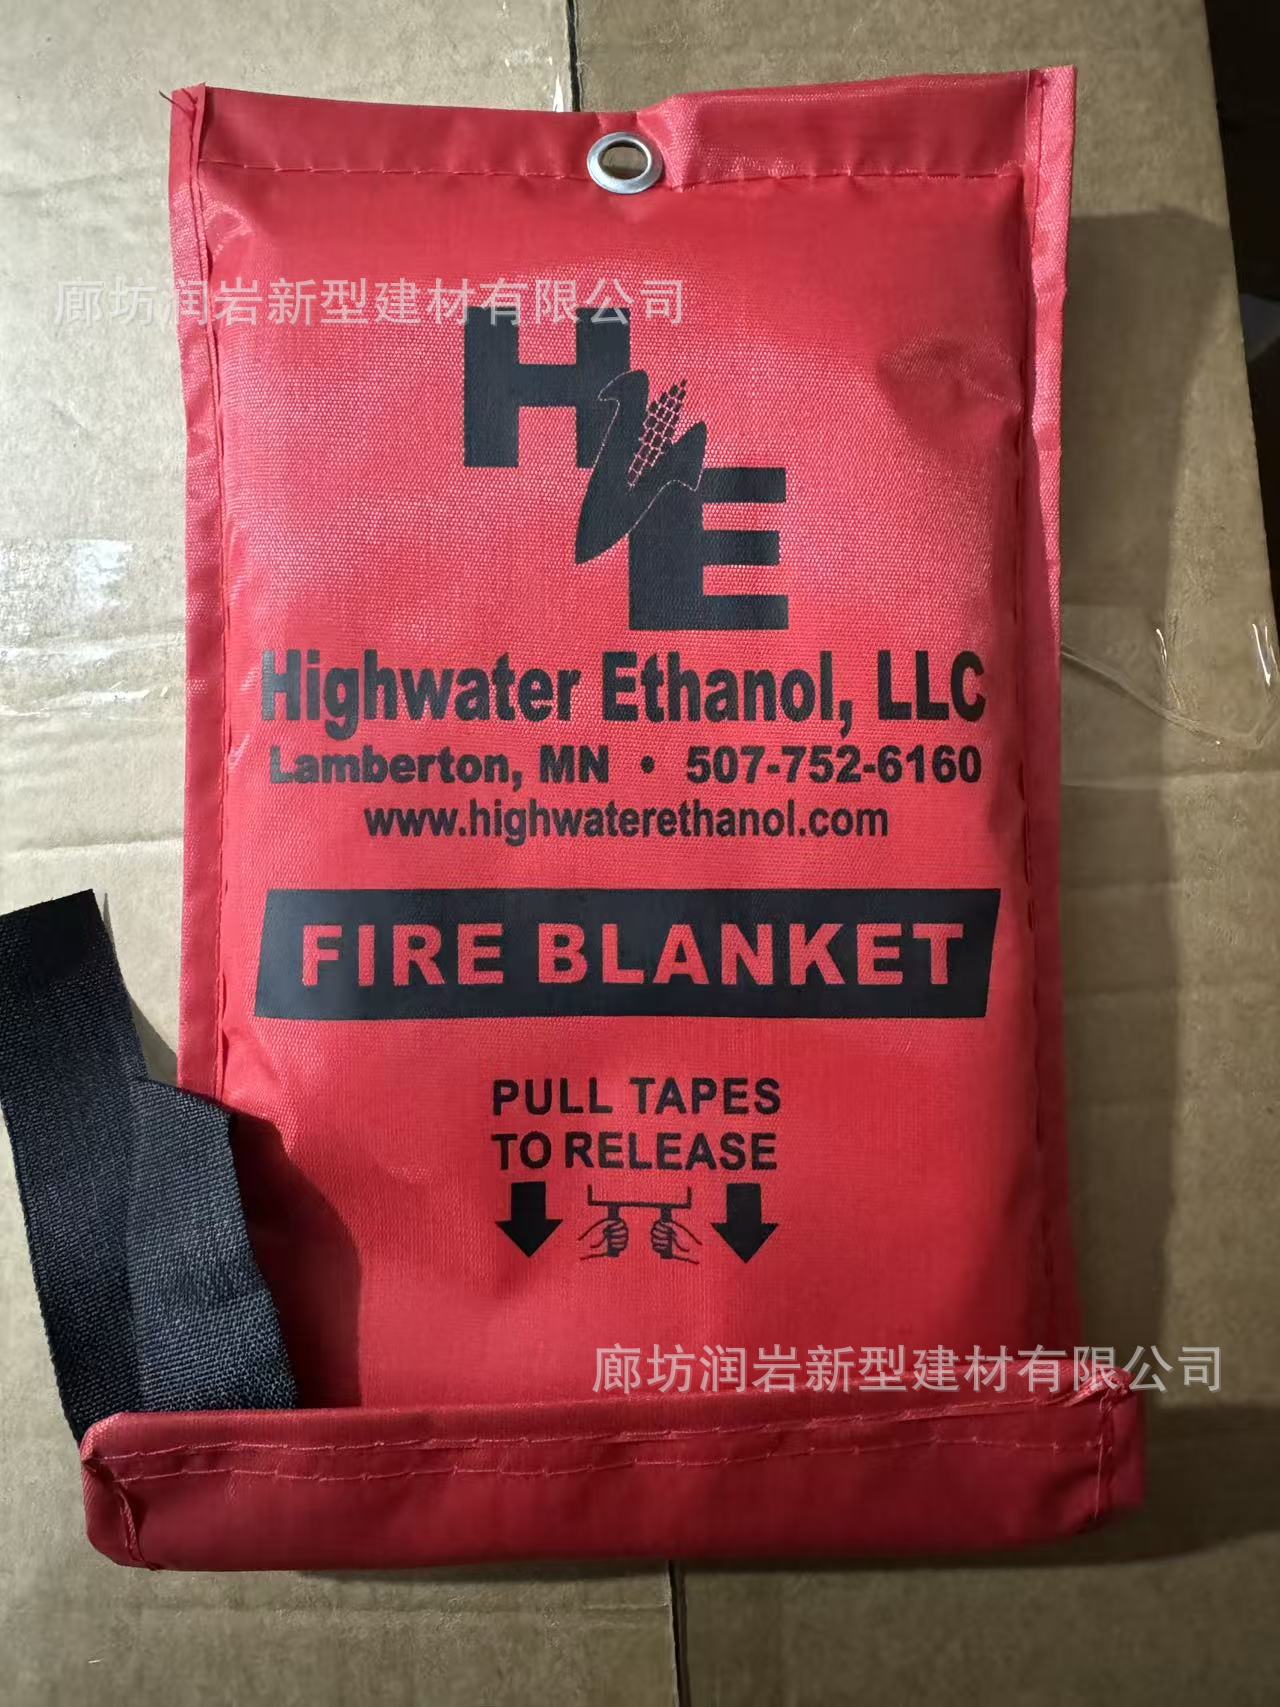 廊坊润岩新型建材有限公司
HE
Highwater Ethanol, LLC
Lamberton, MN • 507-752-6160
www.highwaterethanol.com
FIRE BLANKET
PULL TAPES
TO RELEASE
廊坊润岩新型建材有限公司